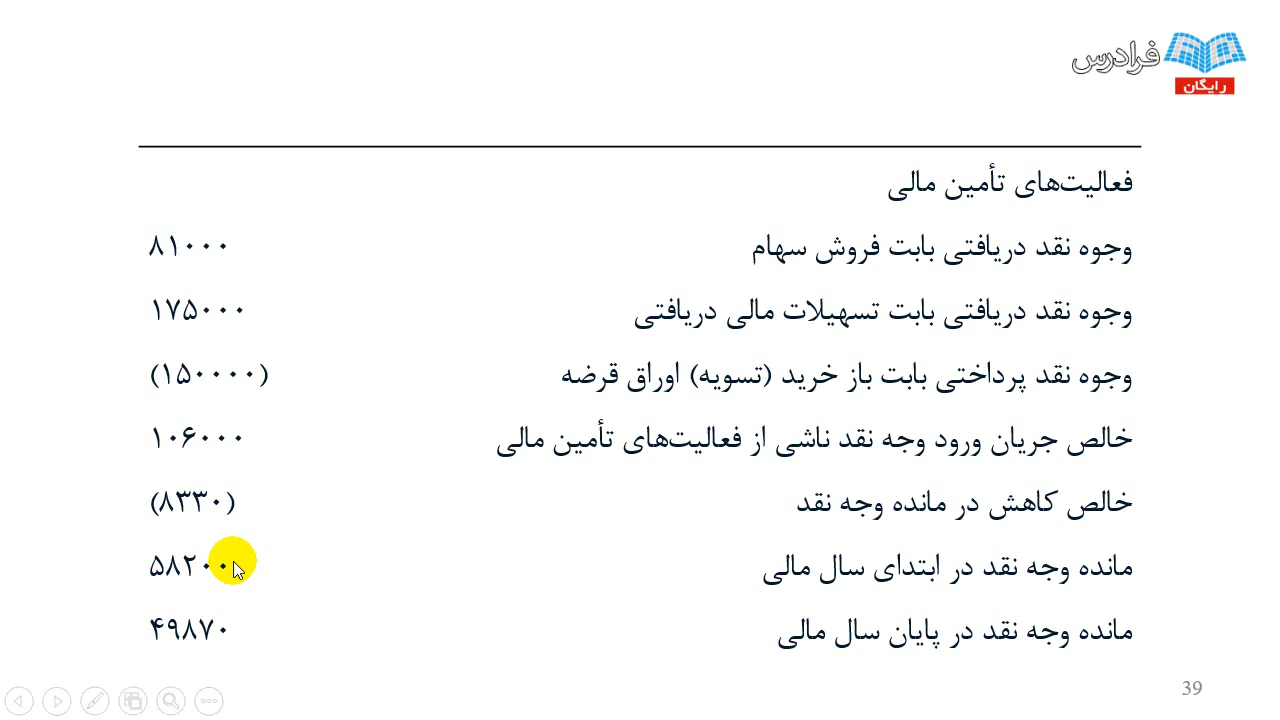 فرادرس
رایگان
فعالیت‌های تأمین مالی
وجوه نقد دریافتی بابت فروش سهام ۸۱۰۰۰
وجوه نقد دریافتی بابت تسهیلات مالی دریافتی ۱۷۵۰۰۰
وجوه نقد پرداختی بابت باز خرید (تسویه) اوراق قرضه (۱۵۰۰۰۰)
خالص جریان ورود وجه نقد ناشی از فعالیت‌های تأمین مالی ۱۰۶۰۰۰
خالص کاهش در مانده وجه نقد (۸۳۳۰)
مانده وجه نقد در ابتدای سال مالی ۵۸۲۰۰
مانده وجه نقد در پایان سال مالی ۴۹۸۷۰
39